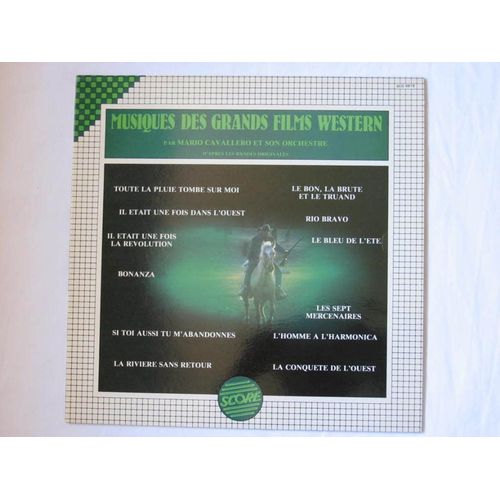 MUSIQUES DES GRANDS FILMS WESTERN
PAR MARIO CAVALLERO ET SON ORCHESTRE
D'APRES LES BANDES ORIGINALES
TOUTE LA PLUIE TOMBE SUR MOI
IL ETAIT UNE FOIS DANS L'OUEST
IL ETAIT UNE FOIS
LA REVOLUTION
BONANZA
SI TOI AUSSI TU M'ABANDONNES
LA RIVIERE SANS RETOUR
LE BON, LA BRUTE
ET LE TRUAND
RIO BRAVO
LE BLEU DE L'ETE
LES SEPT
MERCENAIRES
L'HOMME A L'HARMONICA
LA CONQUETE DE L'OUEST
SCORE